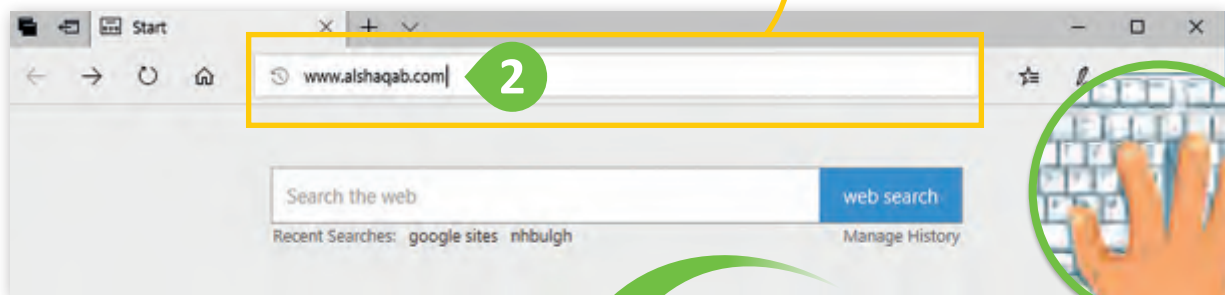 Start
www.alshaqab.com
2
Search the web
web search
Recent Searches: google sites nhbulgh
Manage History